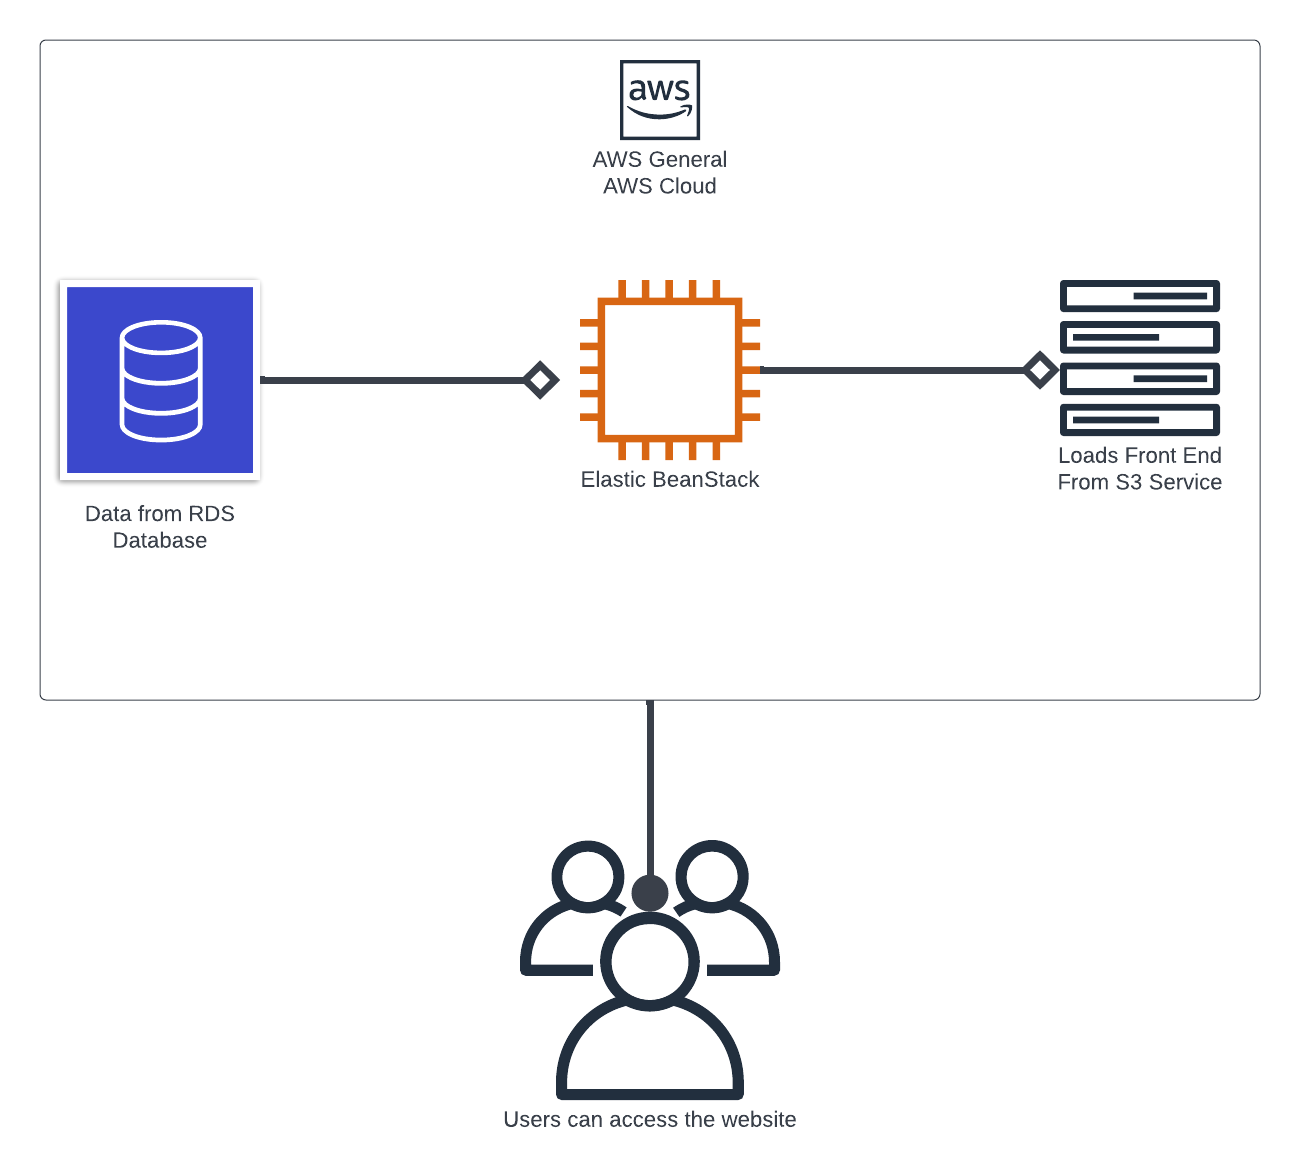 aws
AWS General
AWS Cloud
Elastic BeanStack
Loads Front End
From S3 Service
Data from RDS
Database
Users can access the website